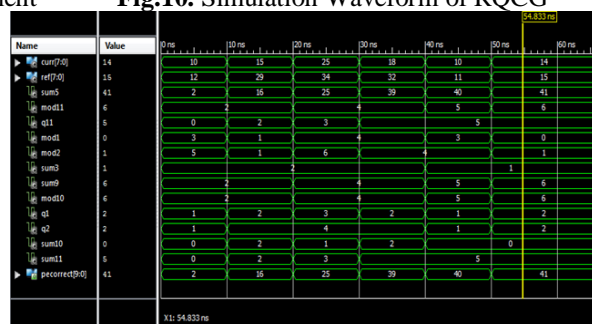 ment Fig.10. Simulation Waveform of RQCG
54.833 ns
Name Value 0 ns 10 ns 20 ns 30 ns 40 ns 50 ns 60 ns
curr[7:0] 14 10 15 25 18 10 14
ref[7:0] 15 12 29 34 32 11 15
sum5 41 2 16 25 39 40 41
mod11 6 2 4 5 6
q11 5 0 2 3 5
mod1 0 3 1 4 3 0
mod2 1 5 1 6 4 1
sum3 1 2 1
sum9 6 2 4 5 6
mod10 6 2 4 5 6
q1 2 1 2 3 2 1 2
q2 2 1 4 1 2
sum10 0 0 2 1 2 0
sum11 5 0 2 3 5
pecorrect[9:0] 41 2 16 25 39 40 41
X1: 54.833 ns